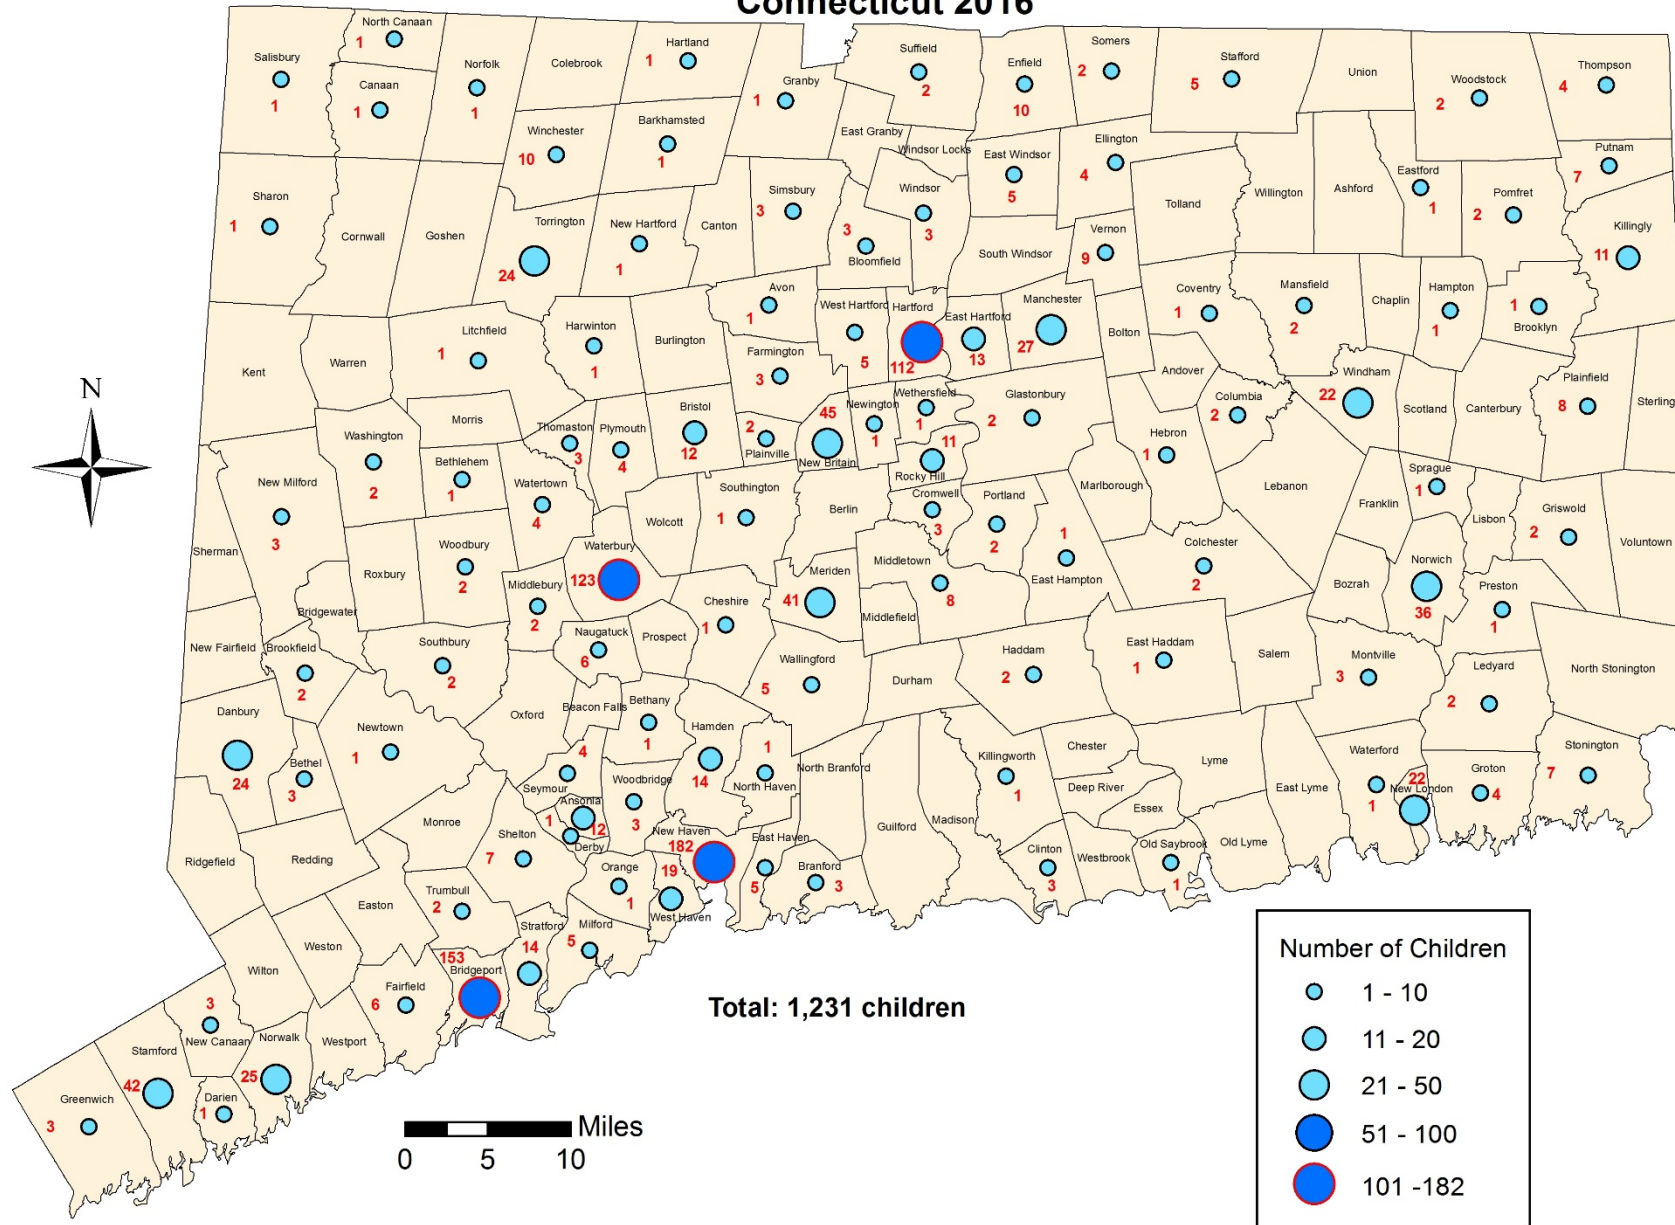 Connecticut 2016
North Canaan
1
Salisbury
1
Canaan
1
Norfolk
1
Colebrook
Hartland
1
Granby
1
Suffield
2
Enfield
10
Somers
2
Stafford
5
Union
Woodstock
2
Thompson
4
Winchester
10
Barkhamsted
1
East Granby
Windsor Locks
East Windsor
5
Ellington
4
Tolland
Willington
Ashford
Eastford
1
Pomfret
2
Putnam
7
Sharon
1
Cornwall
Goshen
Torrington
24
New Hartford
1
Canton
Simsbury
3
Bloomfield
3
Windsor
3
South Windsor
Vernon
9
Killingly
11
Litchfield
1
Harwinton
1
Burlington
Avon
1
West Hartford
5
Hartford
112
East Hartford
13
Manchester
27
Bolton
Coventry
1
Mansfield
2
Chaplin
Hampton
1
Brooklyn
1
Kent
Warren
Farmington
3
Andover
Columbia
2
Windham
22
Scotland
Canterbury
Plainfield
8
Sterling
N
Washington
2
Morris
Bethlehem
1
Thomaston
3
Plymouth
4
Bristol
12
Plainville
2
45
New Britain
Newington
1
Wethersfield
1
11
Rocky Hill
Glastonbury
2
Hebron
1
Marlborough
Lebanon
Franklin
Sprague
1
Lisbon
Griswold
2
Voluntown
New Milford
3
Sherman
Watertown
4
Wolcott
Southington
1
Berlin
Cromwell
3
Portland
2
1
East Hampton
Colchester
2
Bozrah
Norwich
36
Preston
1
Roxbury
Woodbury
2
Bridgewater
Middlebury
2
Waterbury
123
Cheshire
1
Meriden
41
Middletown
8
Middlefield
New Fairfield
Brookfield
2
Southbury
2
Naugatuck
6
Prospect
Wallingford
5
Durham
Haddam
2
East Haddam
1
Salem
Montville
3
Ledyard
2
North Stonington
Danbury
24
Bethel
3
Newtown
1
Oxford
Beacon Falls
Bethany
1
Hamden
14
1
North Haven
North Branford
Killingworth
1
Chester
Deep River
Essex
Lyme
East Lyme
Waterford
1
22
New London
Groton
4
Stonington
7
4
Seymour
Ansonia
12
1
Derby
Woodbridge
3
New Haven
182
East Haven
5
Branford
3
Guilford
Madison
Clinton
3
Westbrook
Old Saybrook
1
Old Lyme
Ridgefield
Redding
Monroe
Shelton
7
Orange
1
19
West Haven
Easton
Trumbull
2
Stratford
14
Milford
5
Weston
Wilton
153
Bridgeport
Fairfield
6
Westport
3
New Canaan
Norwalk
25
Stamford
42
Darien
1
Greenwich
3
Total: 1,231 children
Miles
0 5 10
Number of Children
1 - 10
11 - 20
21 - 50
51 - 100
101 -182